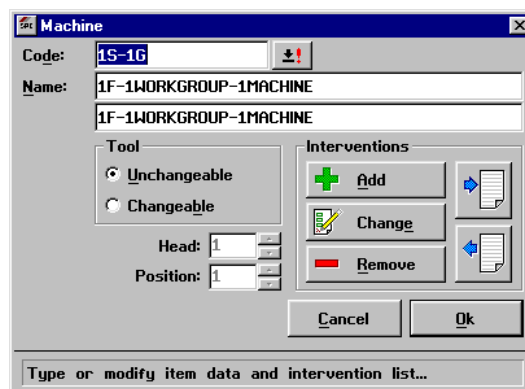 SPC Machine
Code: 1S-1G
Name: 1F-1WORKGROUP-1MACHINE
1F-1WORKGROUP-1MACHINE
Tool
Unchangeable
Changeable
Head: 1
Position: 1
Interventions
Add
Change
Remove
Cancel Ok
Type or modify item data and intervention list...